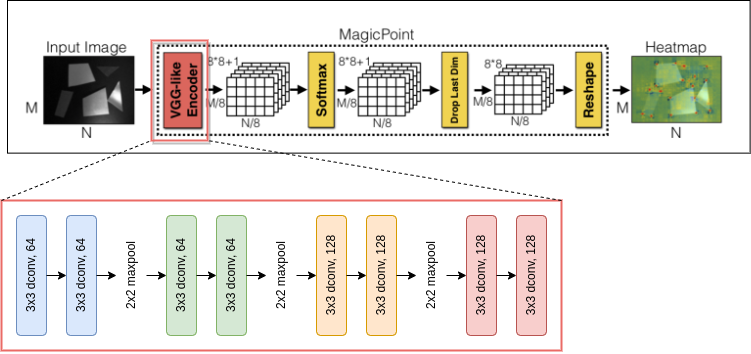 MagicPoint
Input Image
Heatmap
M
N
VGG-like
Encoder
8*8+1
M/8
N/8
Softmax
8*8+1
M/8
N/8
Drop Last Dim
8*8
M/8
N/8
Reshape
M
N
3x3 dconv, 64
3x3 dconv, 64
2x2 maxpool
3x3 dconv, 64
3x3 dconv, 64
2x2 maxpool
3x3 dconv, 128
3x3 dconv, 128
2x2 maxpool
3x3 dconv, 128
3x3 dconv, 128